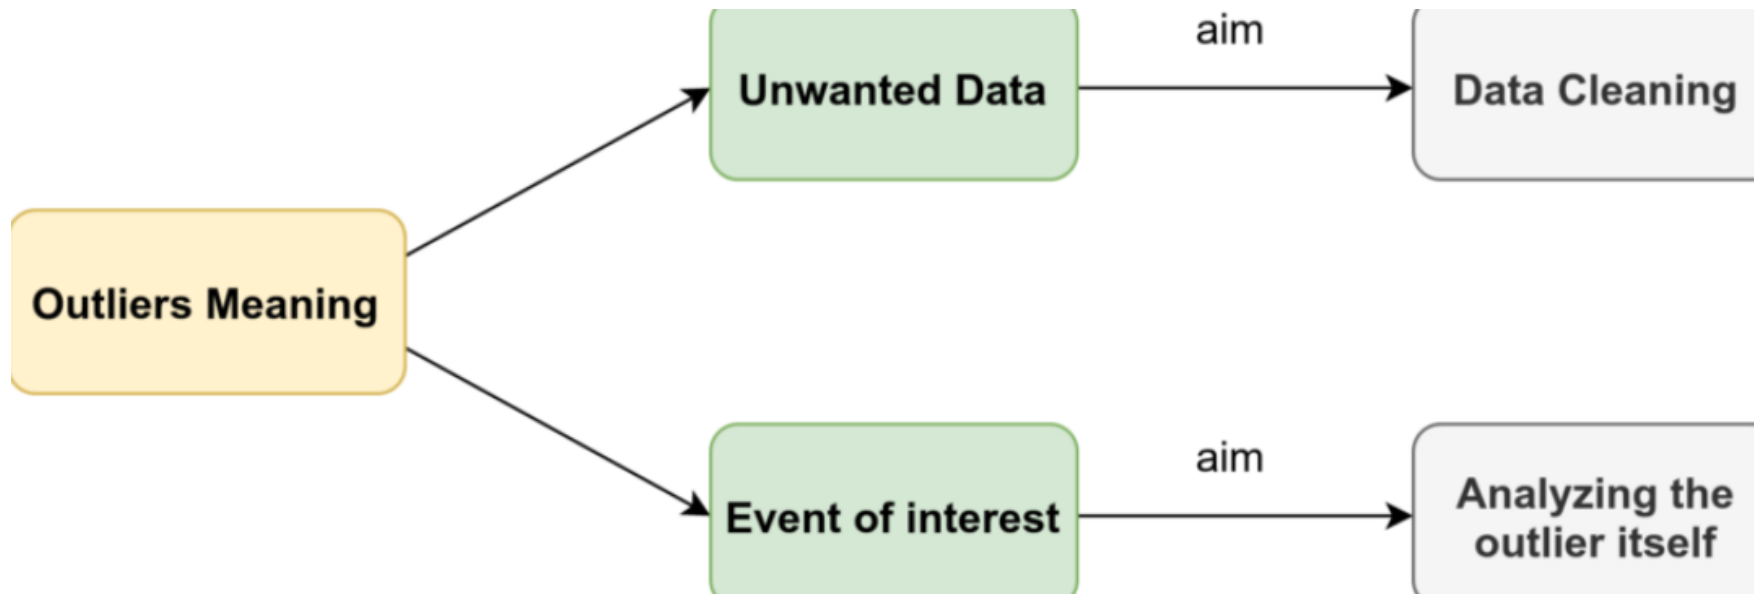 aim
Unwanted Data
Data Cleaning
Outliers Meaning
aim
Event of interest
Analyzing the
outlier itself